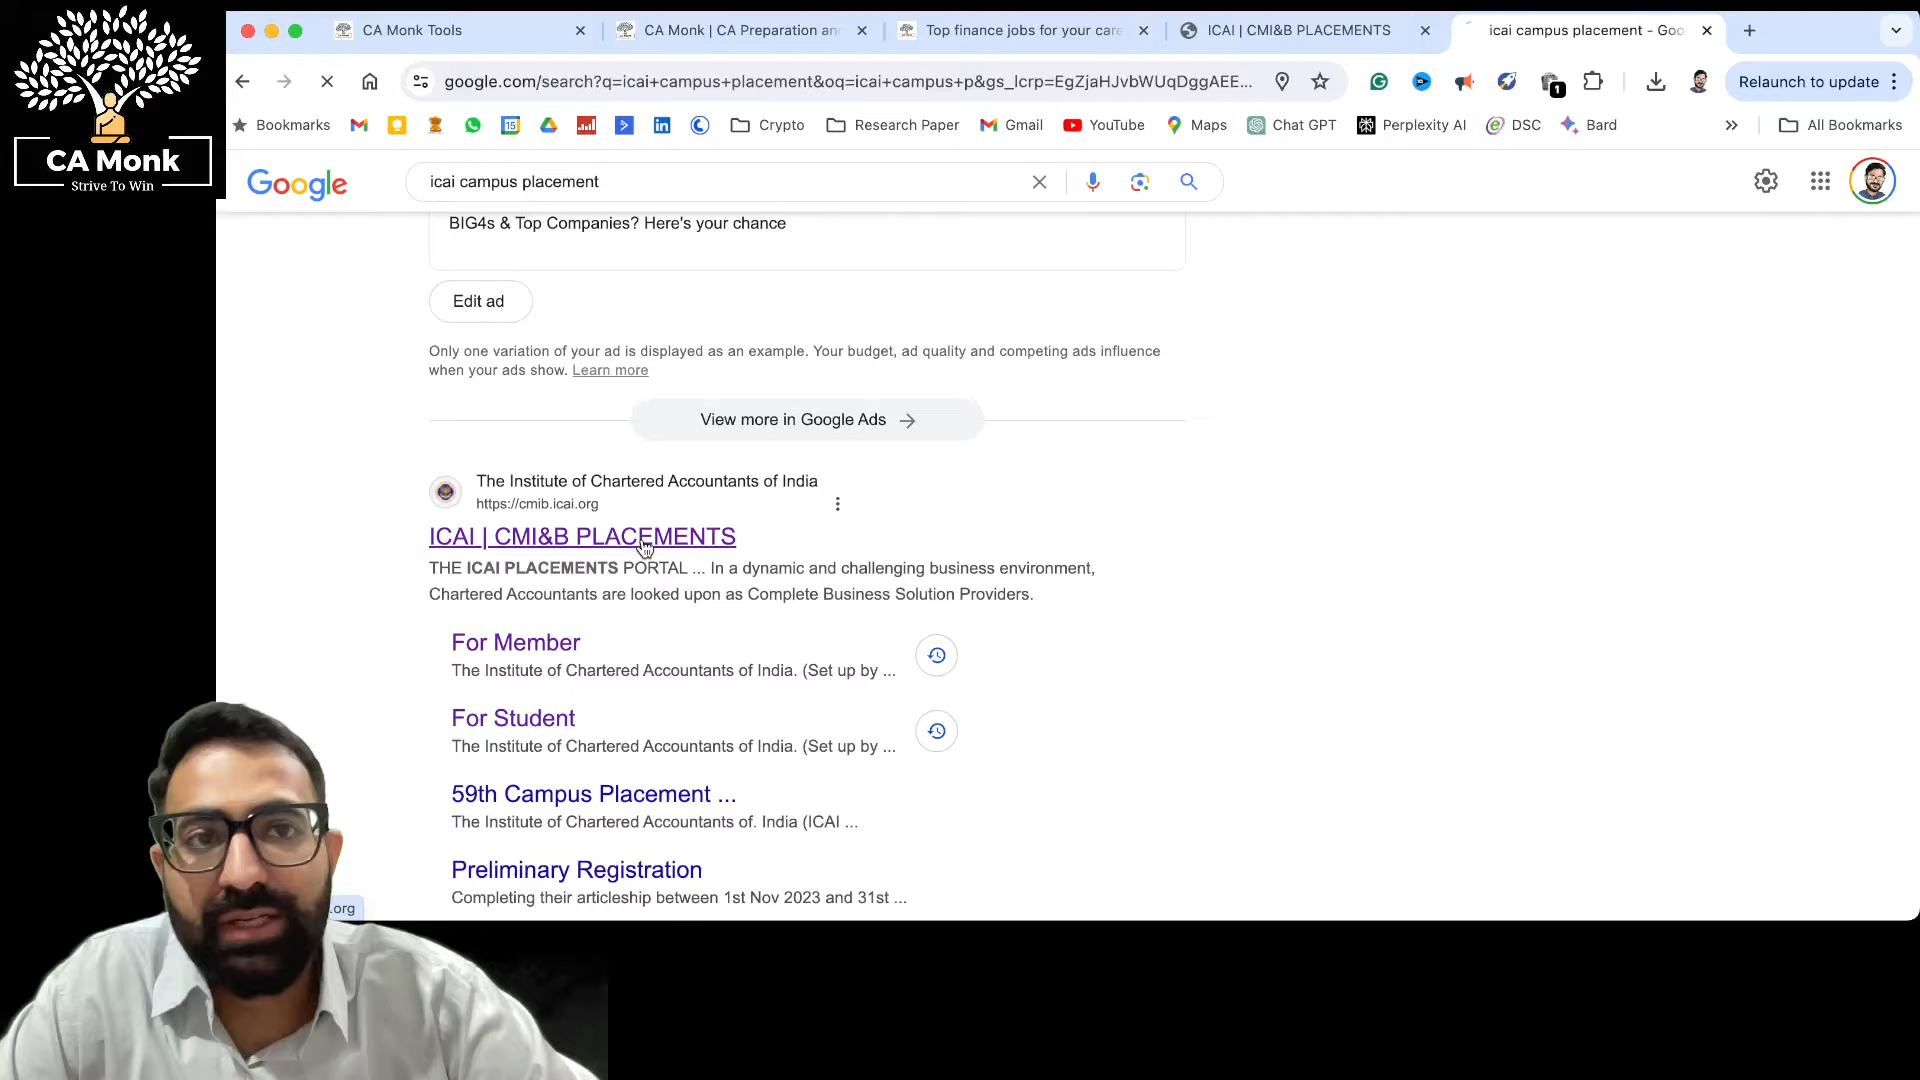 CA Monk
Strive To Win
CA Monk Tools
CA Monk | CA Preparation an
Top finance jobs for your care
ICAI | CMI&B PLACEMENTS
icai campus placement - Goo
google.com/search?q=icai+campus+placement&oq=icai+campus+p&gs_lcrp=EgZjaHJvbWUqDggAEE...
1
Relaunch to update
Bookmarks
15
Crypto
Research Paper
Gmail
YouTube
Maps
Chat GPT
Perplexity AI
DSC
Bard
All Bookmarks
Google
icai campus placement
BIG4s & Top Companies? Here's your chance
Edit ad
Only one variation of your ad is displayed as an example. Your budget, ad quality and competing ads influence
when your ads show. Learn more
View more in Google Ads
The Institute of Chartered Accountants of India
https://cmib.icai.org
ICAI | CMI&B PLACEMENTS
THE ICAI PLACEMENTS PORTAL ... In a dynamic and challenging business environment,
Chartered Accountants are looked upon as Complete Business Solution Providers.
For Member
The Institute of Chartered Accountants of India. (Set up by ...
For Student
The Institute of Chartered Accountants of India. (Set up by ...
59th Campus Placement ...
The Institute of Chartered Accountants of. India (ICAI ...
Preliminary Registration
Completing their articleship between 1st Nov 2023 and 31st ...
.org